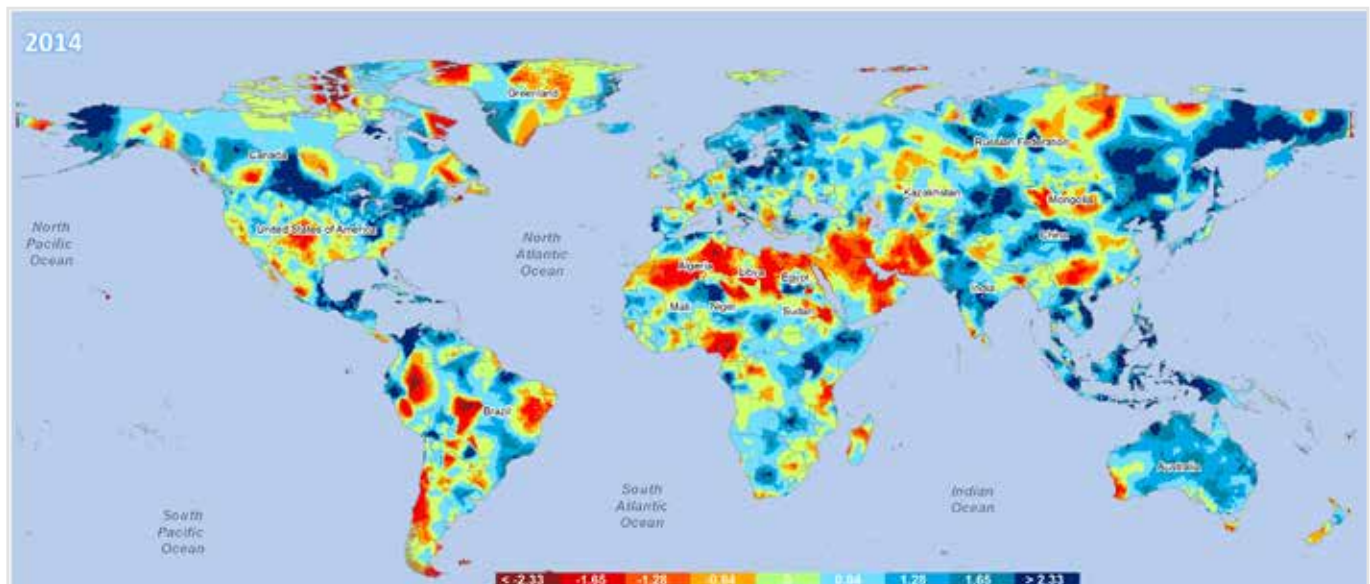 2014
Greenland
Canada
Russian Federation
Kazakhstan
Mongolia
North
Pacific
Ocean
United States of America
North
Atlantic
Ocean
China
Algeria
Libya
Egypt
India
Mali
Niger
Sudan
Brazil
Australia
South
Pacific
Ocean
South
Atlantic
Ocean
Indian
Ocean
< -2.33 -1.65 -1.28 -0.84 0 0.84 1.28 1.65 > 2.33